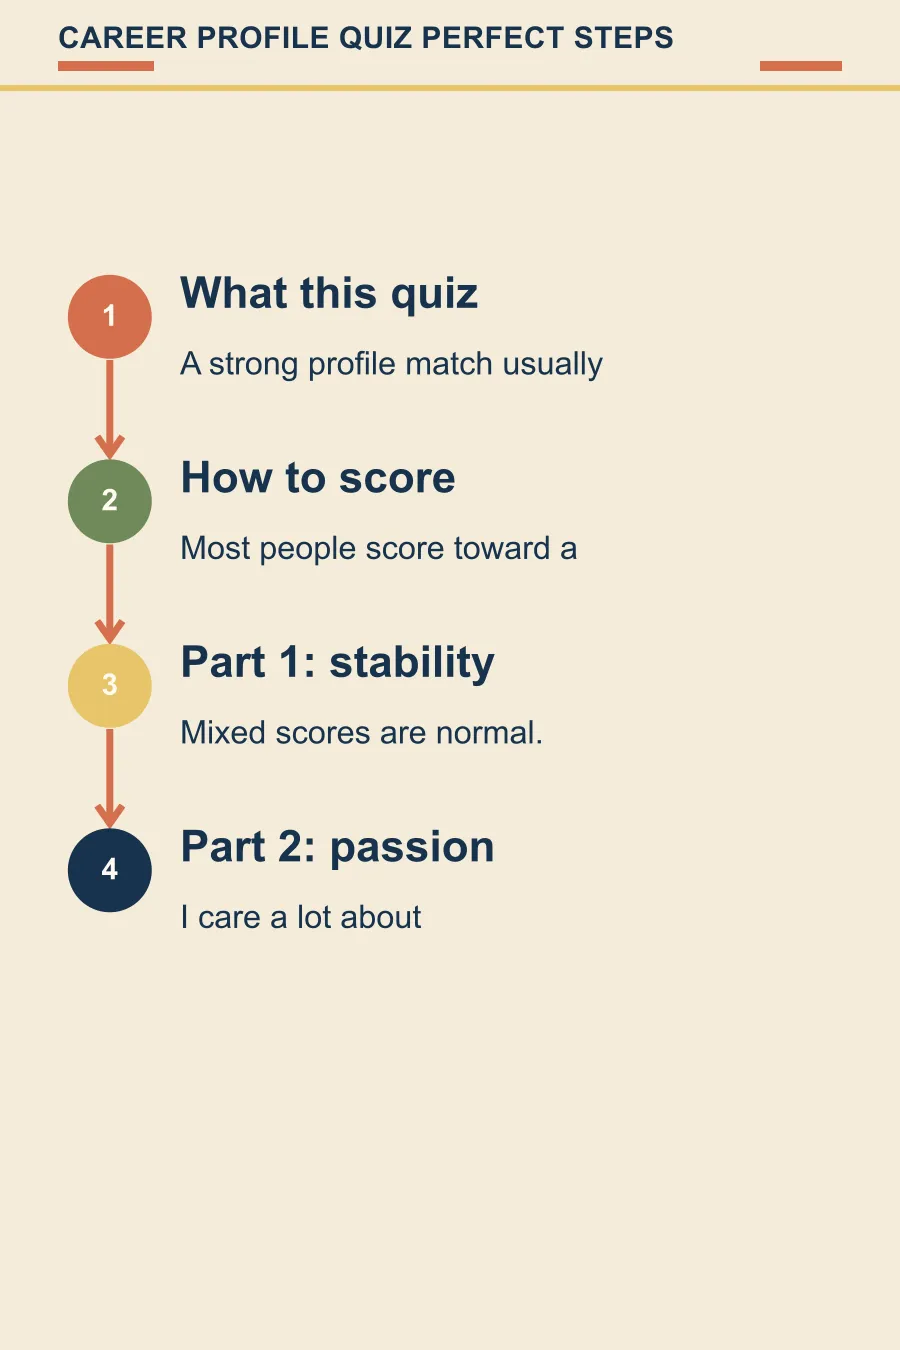 CAREER PROFILE QUIZ PERFECT STEPS
1
What this quiz
A strong profile match usually
2
How to score
Most people score toward a
3
Part 1: stability
Mixed scores are normal.
4
Part 2: passion
I care a lot about